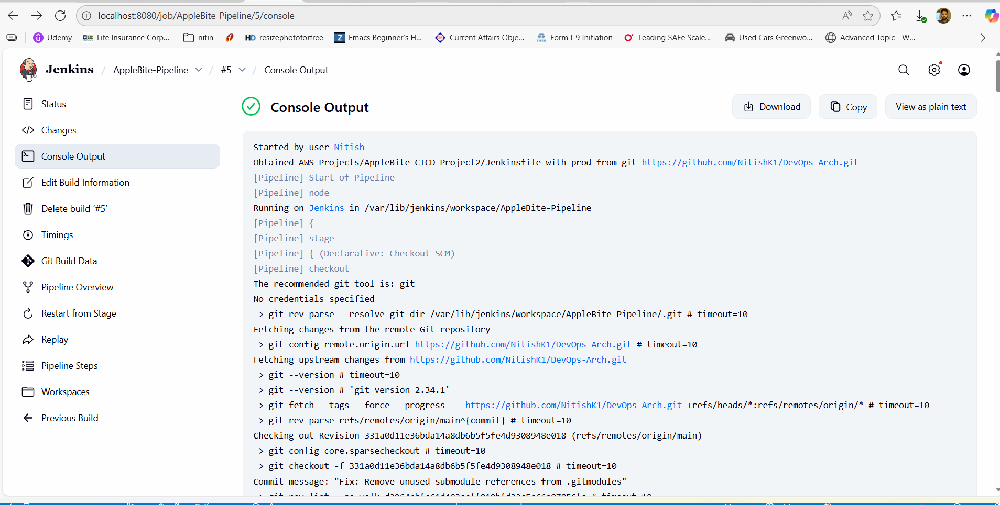 localhost:8080/job/AppleBite-Pipeline/5/console
Udemy
Life Insurance Corp...
nitin
HD resizephotoforfree
Z Emacs Beginner's H...
Current Affairs Obje...
TATA Form I-9 Initiation
Leading SAFe Scale...
Used Cars Greenwo...
Advanced Topic - W...
Jenkins / AppleBite-Pipeline / #5 / Console Output
Status
Changes
Console Output
Edit Build Information
Delete build ‘#5’
Timings
Git Build Data
Pipeline Overview
Restart from Stage
Replay
Pipeline Steps
Workspaces
Previous Build
Console Output
Download
Copy
View as plain text
Started by user Nitish
Obtained AWS_Projects/AppleBite_CICD_Project2/Jenkinsfile-with-prod from git https://github.com/NitishK1/DevOps-Arch.git
[Pipeline] Start of Pipeline
[Pipeline] node
Running on Jenkins in /var/lib/jenkins/workspace/AppleBite-Pipeline
[Pipeline] {
[Pipeline] stage
[Pipeline] { (Declarative: Checkout SCM)
[Pipeline] checkout
The recommended git tool is: git
No credentials specified
> git rev-parse --resolve-git-dir /var/lib/jenkins/workspace/AppleBite-Pipeline/.git # timeout=10
Fetching changes from the remote Git repository
> git config remote.origin.url https://github.com/NitishK1/DevOps-Arch.git # timeout=10
Fetching upstream changes from https://github.com/NitishK1/DevOps-Arch.git
> git --version # timeout=10
> git --version # 'git version 2.34.1'
> git fetch --tags --force --progress -- https://github.com/NitishK1/DevOps-Arch.git +refs/heads/*:refs/remotes/origin/* # timeout=10
> git rev-parse refs/remotes/origin/main^{commit} # timeout=10
Checking out Revision 331a0d11e36bda14a8db6b5f5fe4d9308948e018 (refs/remotes/origin/main)
> git config core.sparsecheckout # timeout=10
> git checkout -f 331a0d11e36bda14a8db6b5f5fe4d9308948e018 # timeout=10
Commit message: "Fix: Remove unused submodule references from .gitmodules"